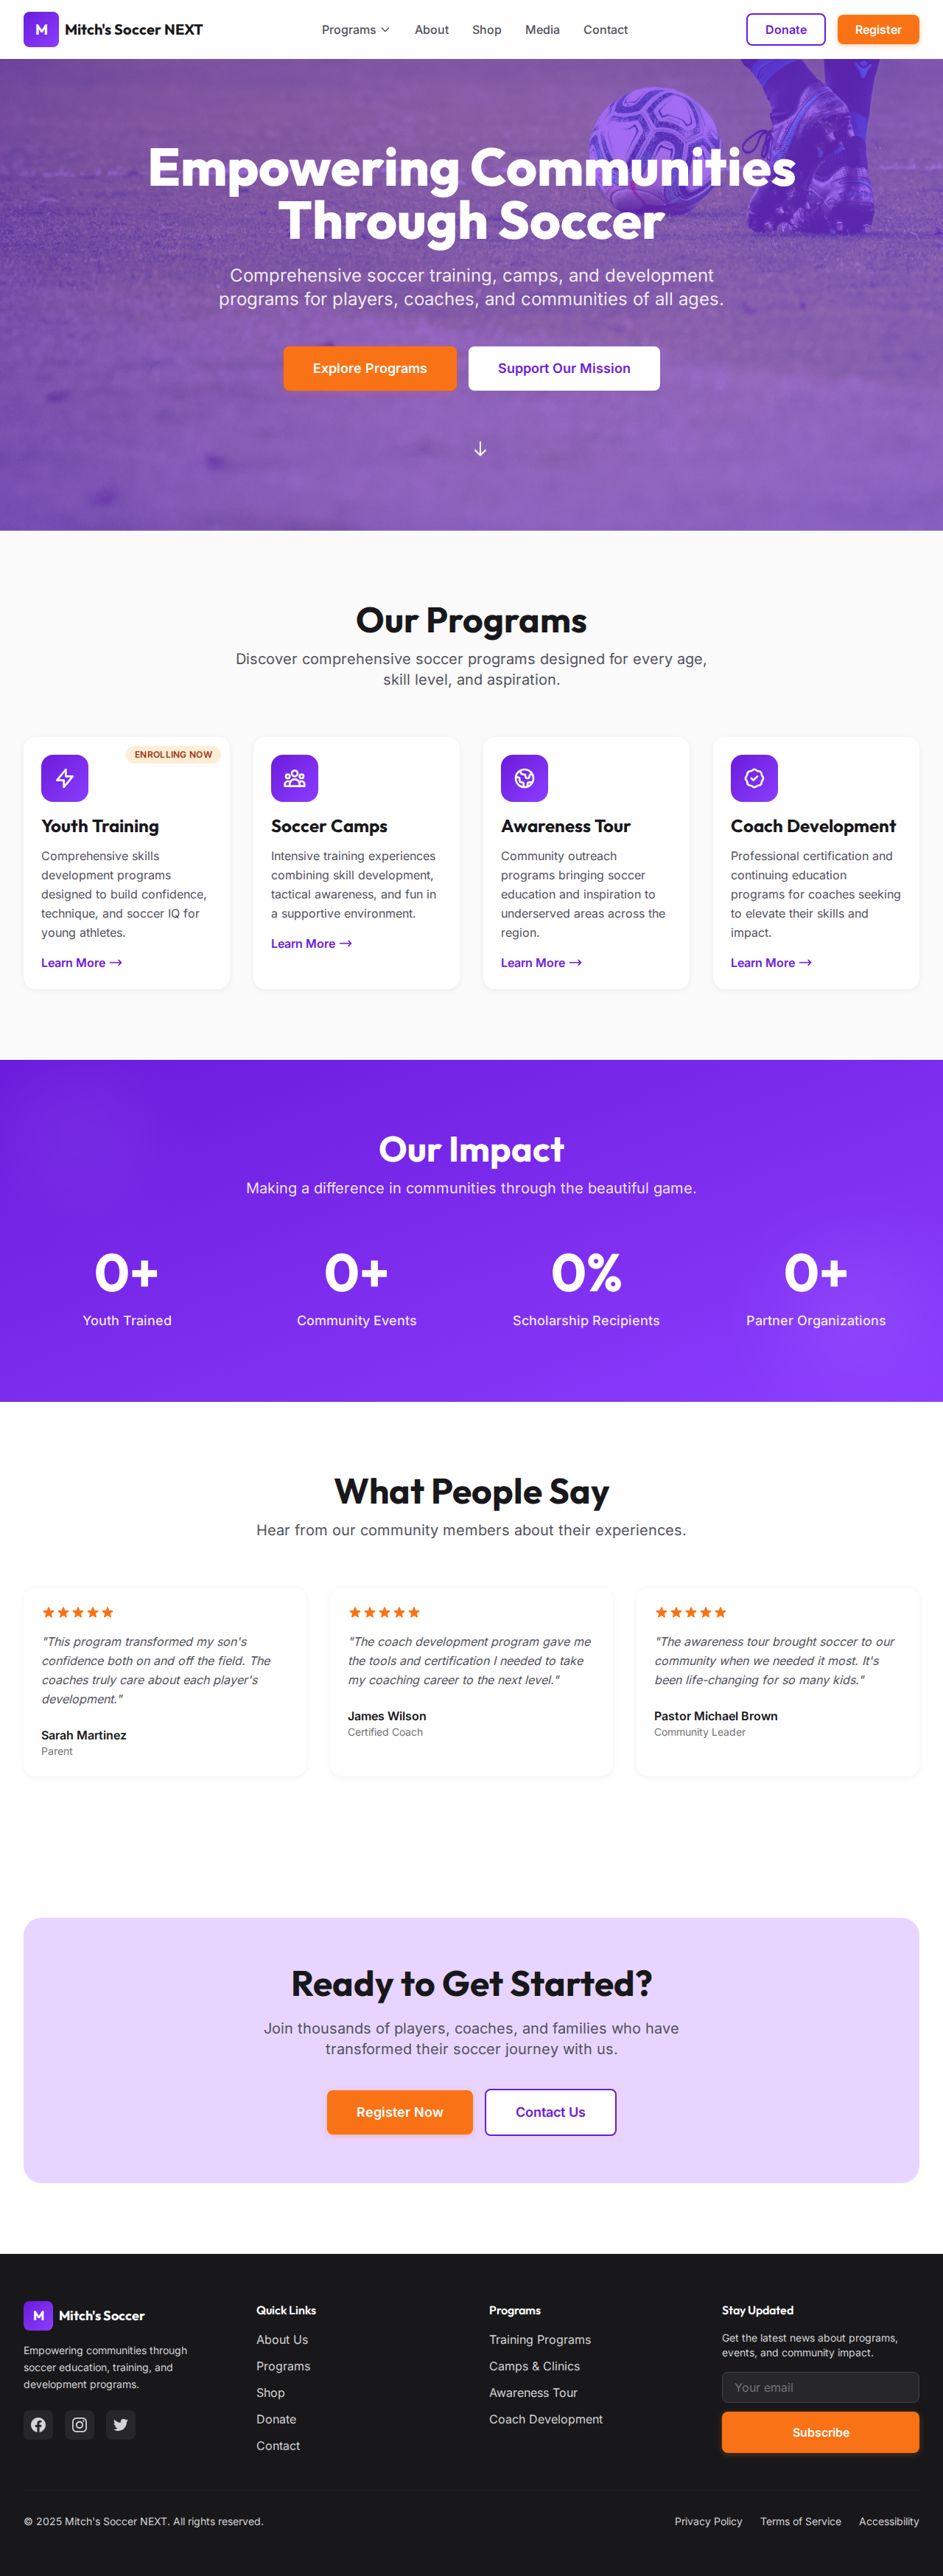 M Mitch's Soccer NEXT Programs About Shop Media Contact Donate Register
Empowering Communities
Through Soccer
Comprehensive soccer training, camps, and development
programs for players, coaches, and communities of all ages.
Explore Programs Support Our Mission
Our Programs
Discover comprehensive soccer programs designed for every age,
skill level, and aspiration.
ENROLLING NOW
Youth Training
Comprehensive skills
development programs
designed to build confidence,
technique, and soccer IQ for
young athletes.
Learn More
Soccer Camps
Intensive training experiences
combining skill development,
tactical awareness, and fun in
a supportive environment.
Learn More
Awareness Tour
Community outreach
programs bringing soccer
education and inspiration to
underserved areas across the
region.
Learn More
Coach Development
Professional certification and
continuing education
programs for coaches seeking
to elevate their skills and
impact.
Learn More
Our Impact
Making a difference in communities through the beautiful game.
0+
Youth Trained
0+
Community Events
0%
Scholarship Recipients
0+
Partner Organizations
What People Say
Hear from our community members about their experiences.
"This program transformed my son's
confidence both on and off the field. The
coaches truly care about each player's
development."
Sarah Martinez
Parent
"The coach development program gave me
the tools and certification I needed to take
my coaching career to the next level."
James Wilson
Certified Coach
"The awareness tour brought soccer to our
community when we needed it most. It's
been life-changing for so many kids."
Pastor Michael Brown
Community Leader
Ready to Get Started?
Join thousands of players, coaches, and families who have
transformed their soccer journey with us.
Register Now Contact Us
M Mitch's Soccer
Empowering communities through
soccer education, training, and
development programs.
Quick Links
About Us
Programs
Shop
Donate
Contact
Programs
Training Programs
Camps & Clinics
Awareness Tour
Coach Development
Stay Updated
Get the latest news about programs,
events, and community impact.
Your email
Subscribe
© 2025 Mitch's Soccer NEXT. All rights reserved.
Privacy Policy Terms of Service Accessibility